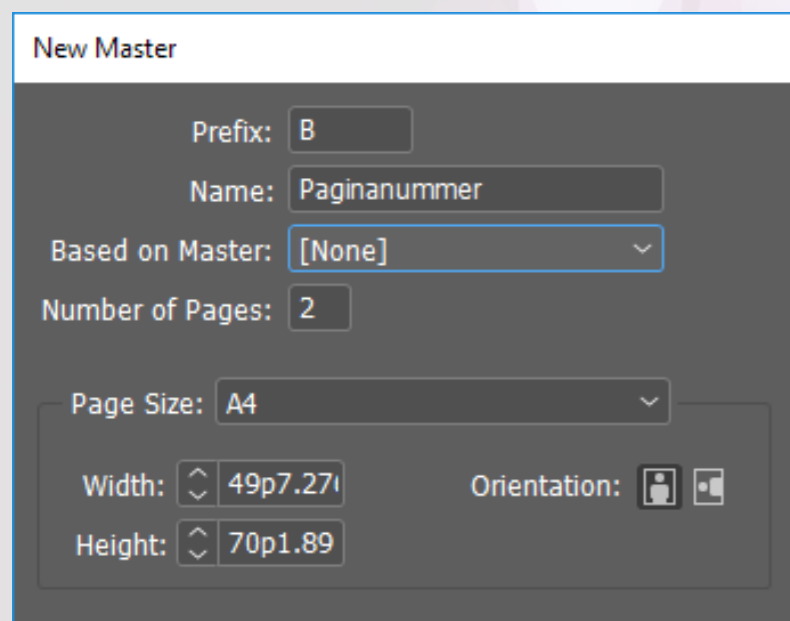 New Master
Prefix: B
Name: Paginanummer
Based on Master: [None]
Number of Pages: 2
Page Size: A4
Width: 49p7.27
Orientation:
Height: 70p1.89